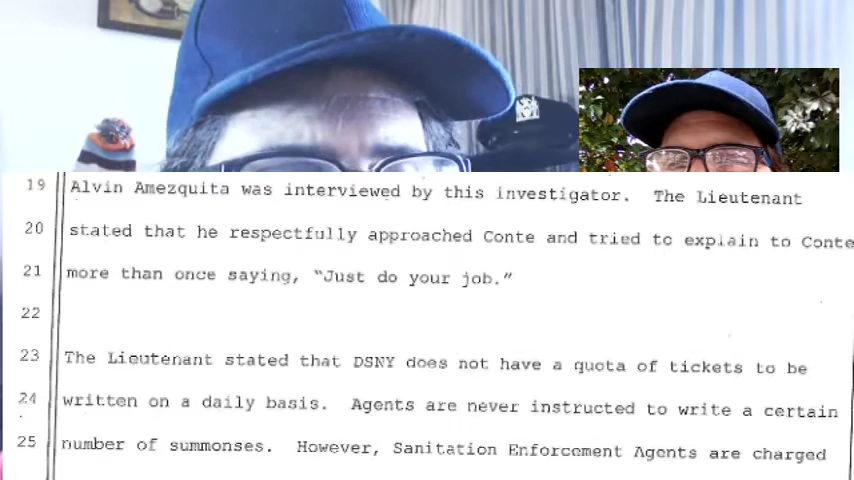 19 Alvin Amezquita was interviewed by this investigator. The Lieutenant
20 stated that he respectfully approached Conte and tried to explain to Conte
21 more than once saying, “Just do your job.”
22
23 The Lieutenant stated that DSNY does not have a quota of tickets to be
24 written on a daily basis. Agents are never instructed to write a certain
25 number of summonses. However, Sanitation Enforcement Agents are charged